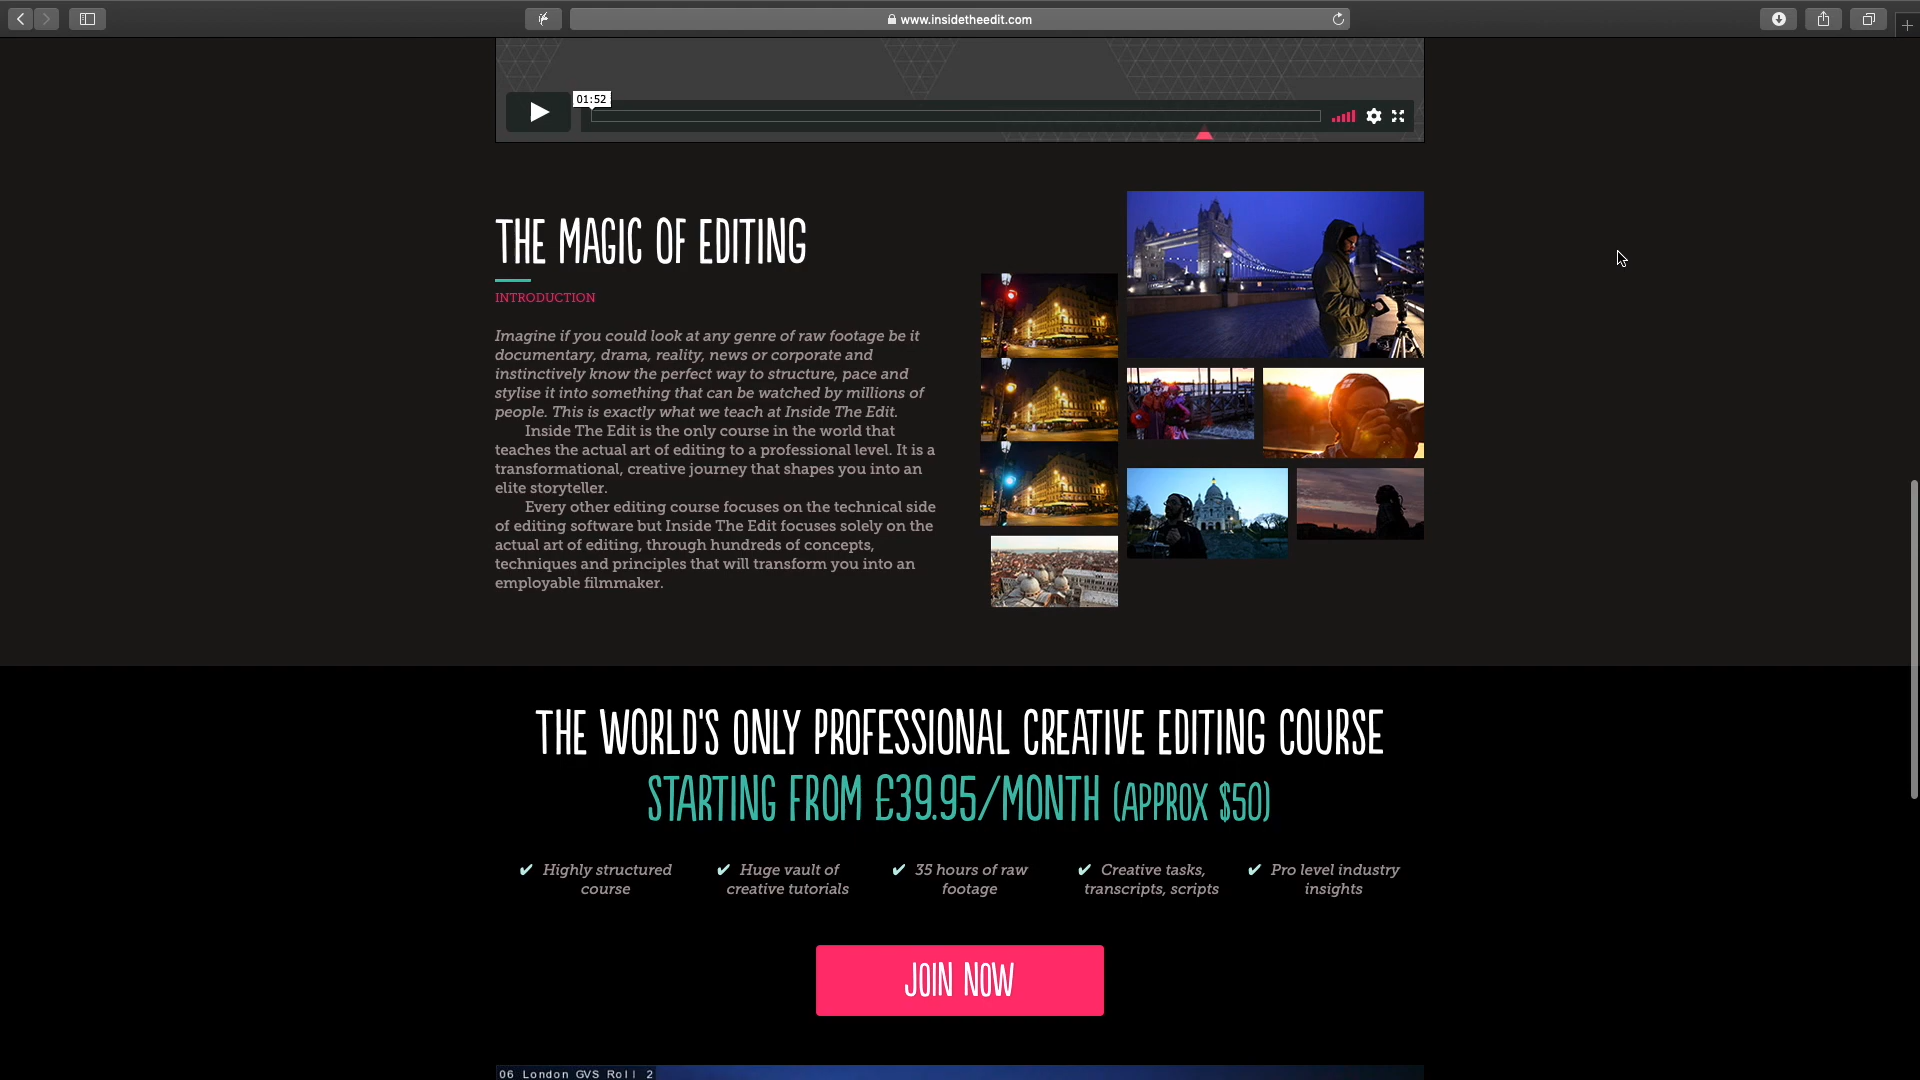 www.insidetheedit.com
01:52
THE MAGIC OF EDITING
INTRODUCTION
Imagine if you could look at any genre of raw footage be it
documentary, drama, reality, news or corporate and
instinctively know the perfect way to structure, pace and
stylise it into something that can be watched by millions of
people. This is exactly what we teach at Inside The Edit.
Inside The Edit is the only course in the world that
teaches the actual art of editing to a professional level. It is a
transformational, creative journey that shapes you into an
elite storyteller.
Every other editing course focuses on the technical side
of editing software but Inside The Edit focuses solely on the
actual art of editing, through hundreds of concepts,
techniques and principles that will transform you into an
employable filmmaker.
THE WORLD'S ONLY PROFESSIONAL CREATIVE EDITING COURSE
STARTING FROM £39.95/MONTH (APPROX $50)
✔ Highly structured
course
✔ Huge vault of
creative tutorials
✔ 35 hours of raw
footage
✔ Creative tasks,
transcripts, scripts
✔ Pro level industry
insights
JOIN NOW
06 London GVS Roll 2